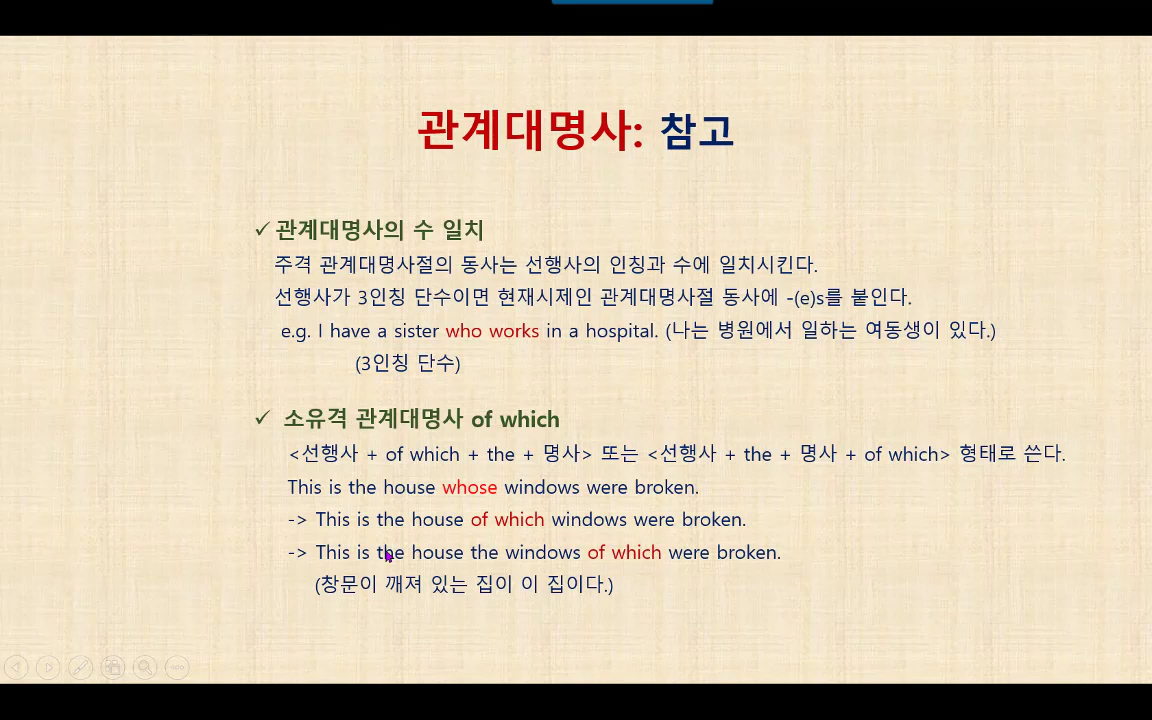 관계대명사: 참고
✓ 관계대명사의 수 일치
주격 관계대명사절의 동사는 선행사의 인칭과 수에 일치시킨다.
선행사가 3인칭 단수이면 현재시제인 관계대명사절 동사에 -(e)s를 붙인다.
e.g. I have a sister who works in a hospital. (나는 병원에서 일하는 여동생이 있다.)
(3인칭 단수)
✓ 소유격 관계대명사 of which
<선행사 + of which + the + 명사> 또는 <선행사 + the + 명사 + of which> 형태로 쓴다.
This is the house whose windows were broken.
-> This is the house of which windows were broken.
-> This is the house the windows of which were broken.
(창문이 깨져 있는 집이 이 집이다.)